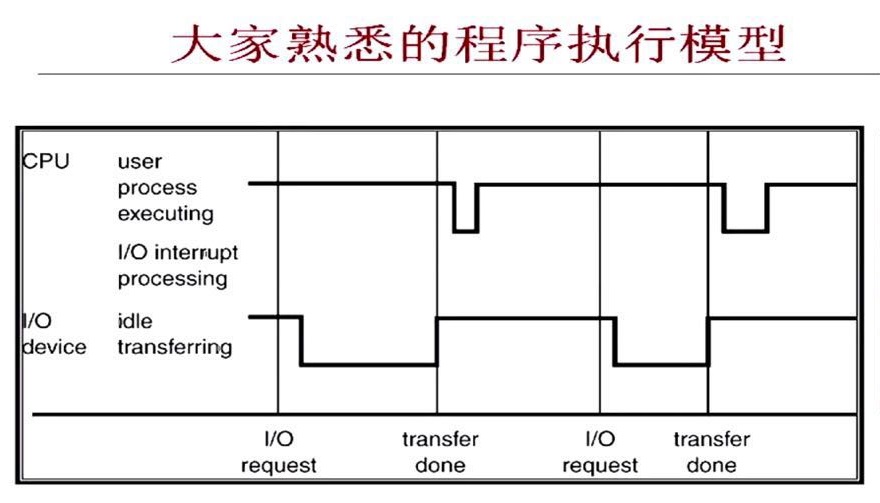 大家熟悉的程序执行模型
CPU
user
process
executing
I/O interrupt
processing
I/O
device
idle
transferring
I/O
request
transfer
done
I/O
request
transfer
done